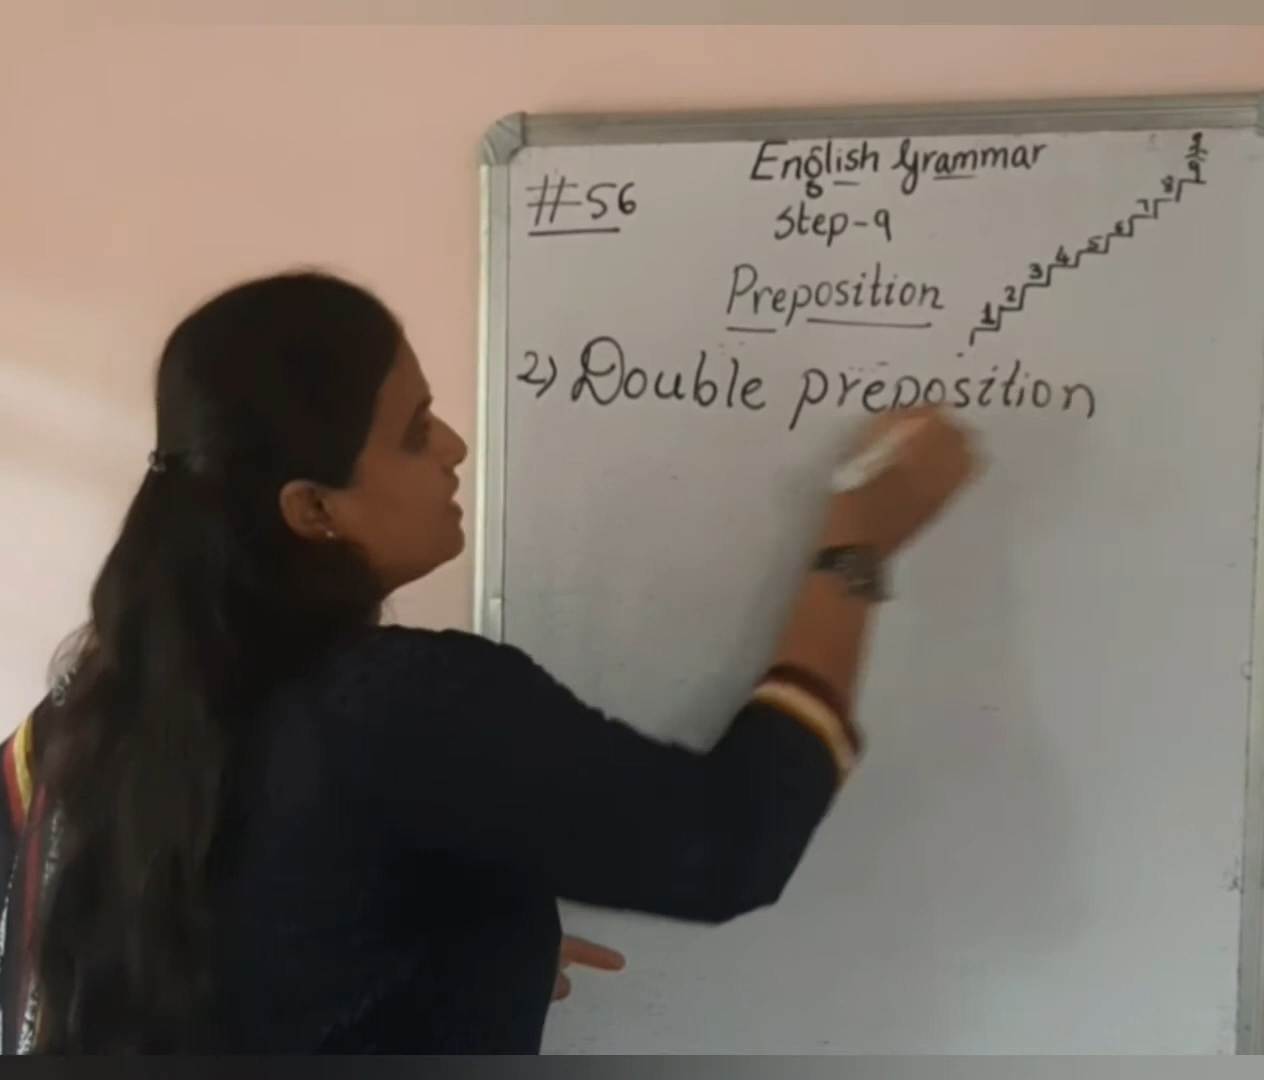 English Grammar
#56
Step-9
Preposition
1 2 3 4 5 6 7 8 9
2) Double preposition